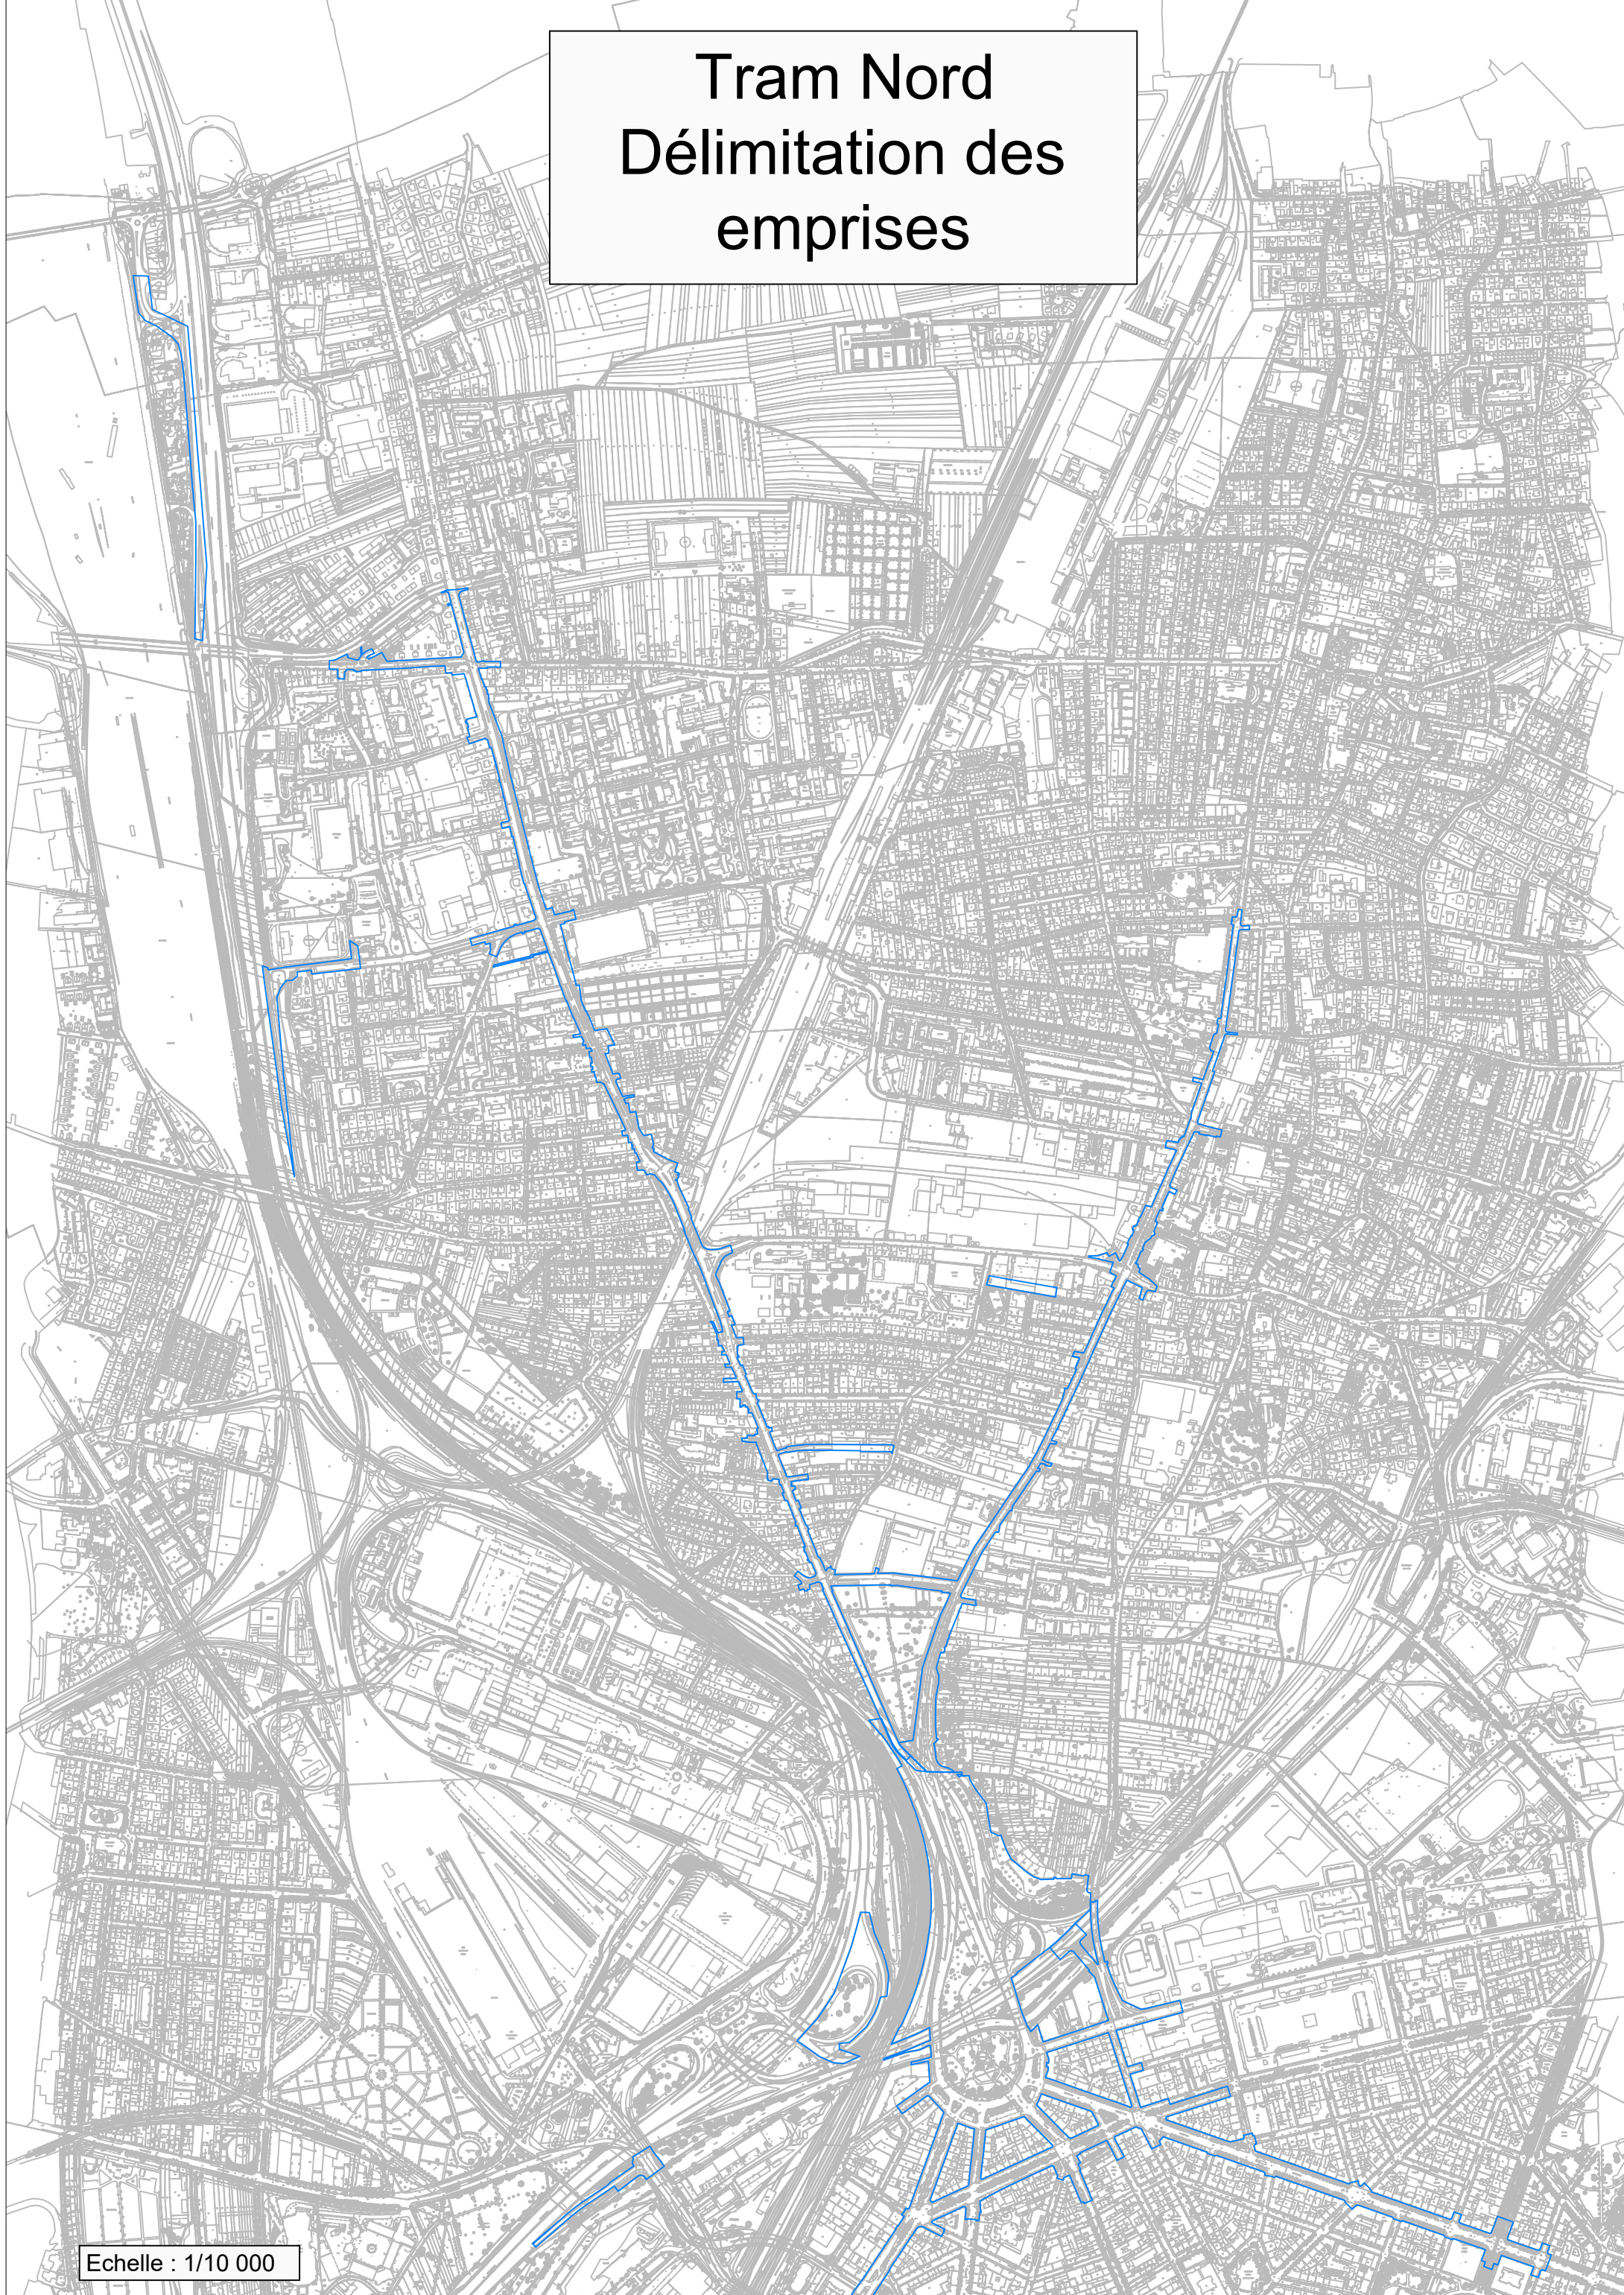 Tram Nord
Délimitation des
emprises
Echelle : 1/10 000